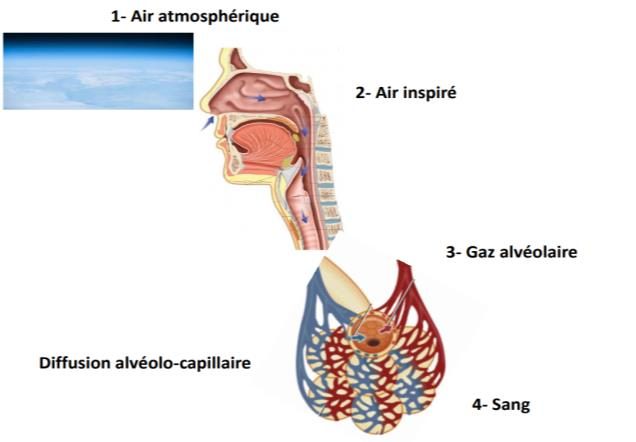 1- Air atmosphérique
2- Air inspiré
3- Gaz alvéolaire
Diffusion alvéolo-capillaire
4- Sang